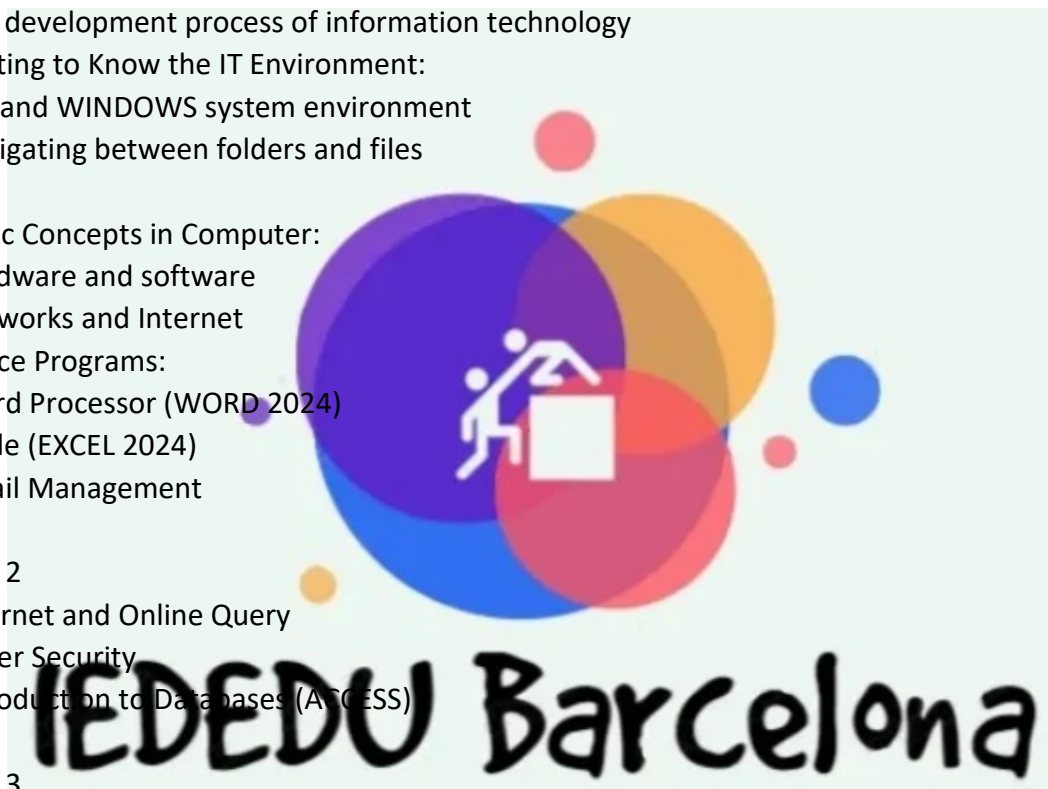 development process of information technology
ting to Know the IT Environment:
and WINDOWS system environment
igating between folders and files
c Concepts in Computer:
dware and software
works and Internet
ce Programs:
rd Processor (WORD 2024)
le (EXCEL 2024)
ail Management
2
rnet and Online Query
er Security
oduction to Databases (ACCESS)
IEDEDU Barcelona
3